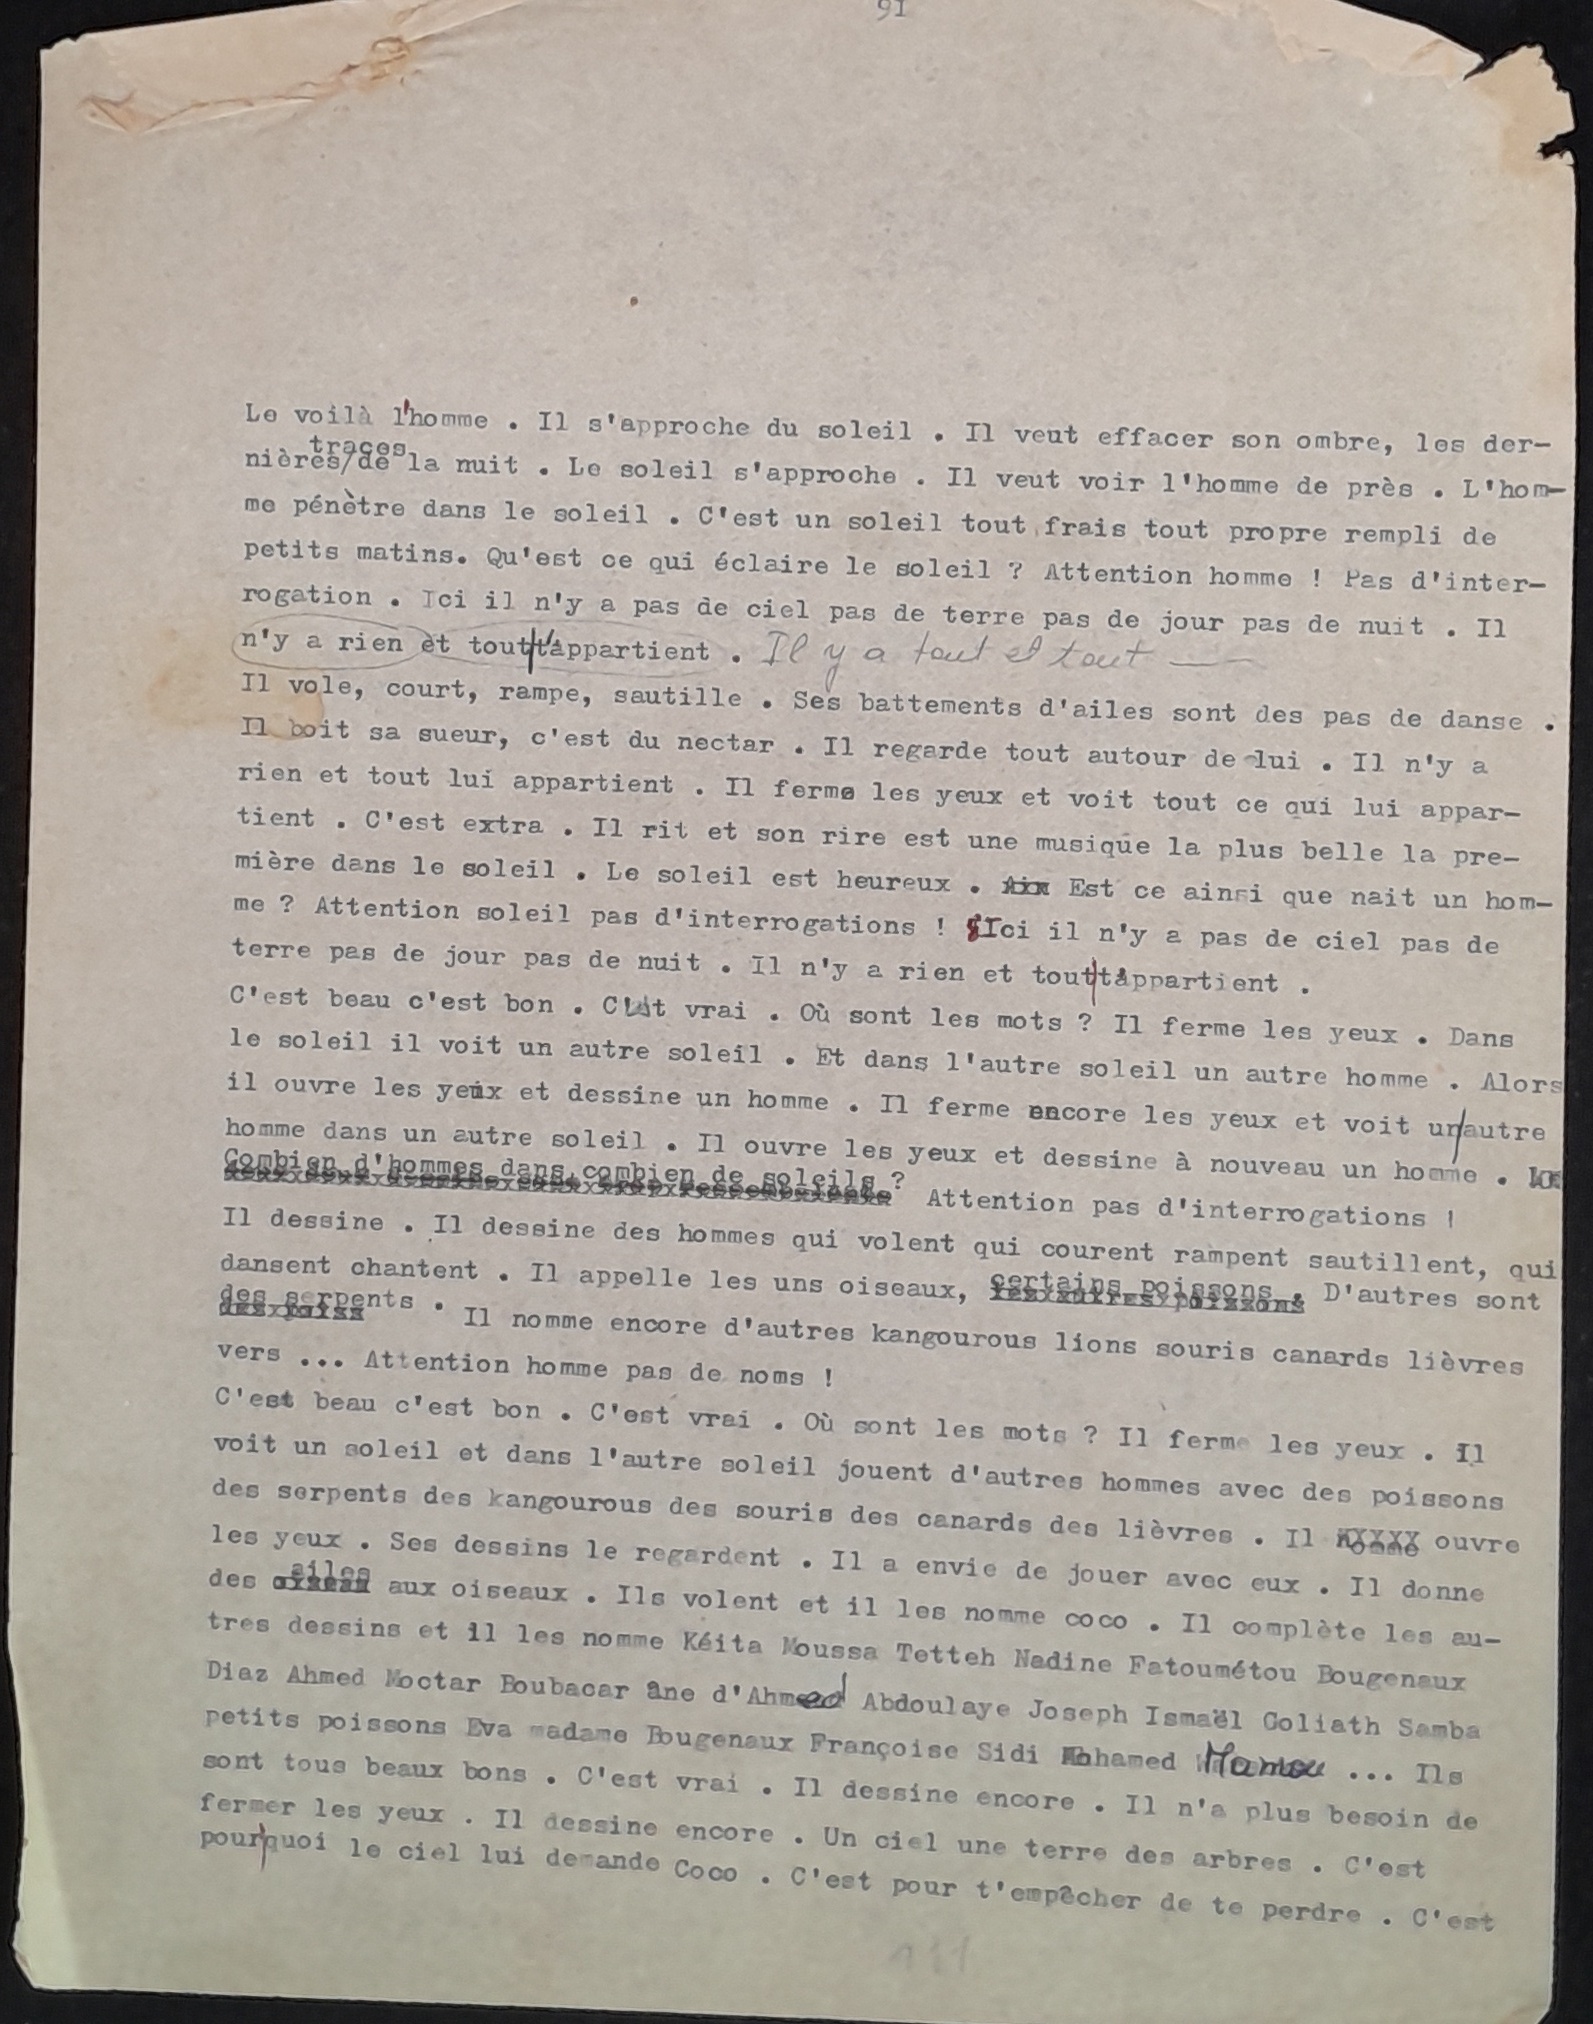 91
Le voilà l'homme . Il s'approche du soleil . Il veut effacer son ombre, les der-
traces
nières/de la nuit . Le soleil s'approche . Il veut voir l'homme de près . L'hom-
me pénètre dans le soleil . C'est un soleil tout frais tout propre rempli de
petits matins. Qu'est ce qui éclaire le soleil ? Attention homme ! Pas d'inter-
rogation . Ici il n'y a pas de ciel pas de terre pas de jour pas de nuit . Il
n'y a rien et tout t'appartient . Il y a tout et tout —
Il vole, court, rampe, sautille . Ses battements d'ailes sont des pas de danse .
Il boit sa sueur, c'est du nectar . Il regarde tout autour de lui . Il n'y a
rien et tout lui appartient . Il ferme les yeux et voit tout ce qui lui appar-
tient . C'est extra . Il rit et son rire est une musique la plus belle la pre-
mière dans le soleil . Le soleil est heureux . Est ce ainsi que nait un hom-
me ? Attention soleil pas d'interrogations ! Ici il n'y a pas de ciel pas de
terre pas de jour pas de nuit . Il n'y a rien et tout t'appartient .
C'est beau c'est bon . C'est vrai . Où sont les mots ? Il ferme les yeux . Dans
le soleil il voit un autre soleil . Et dans l'autre soleil un autre homme . Alors
il ouvre les yeux et dessine un homme . Il ferme encore les yeux et voit un autre
homme dans un autre soleil . Il ouvre les yeux et dessine à nouveau un homme .
Combien d'hommes dans combien de soleils ? Attention pas d'interrogations !
Il dessine . Il dessine des hommes qui volent qui courent rampent sautillent, qui
dansent chantent . Il appelle les uns oiseaux, certains poissons . D'autres sont
des serpents . Il nomme encore d'autres kangourous lions souris canards lièvres
vers ... Attention homme pas de noms !
C'est beau c'est bon . C'est vrai . Où sont les mots ? Il ferme les yeux . Il
voit un soleil et dans l'autre soleil jouent d'autres hommes avec des poissons
des serpents des kangourous des souris des canards des lièvres . Il ouvre
les yeux . Ses dessins le regardent . Il a envie de jouer avec eux . Il donne
des ailes aux oiseaux . Ils volent et il les nomme coco . Il complète les au-
tres dessins et il les nomme Kéita Moussa Tetteh Nadine Fatoumétou Bougenaux
Diaz Ahmed Moctar Boubacar âne d'Ahmed Abdoulaye Joseph Ismaël Goliath Samba
petits poissons Eva madame Bougenaux Françoise Sidi Mohamed Mamou ... Ils
sont tous beaux bons . C'est vrai . Il dessine encore . Il n'a plus besoin de
fermer les yeux . Il dessine encore . Un ciel une terre des arbres . C'est
pourquoi le ciel lui demande Coco . C'est pour t'empêcher de te perdre . C'est
111